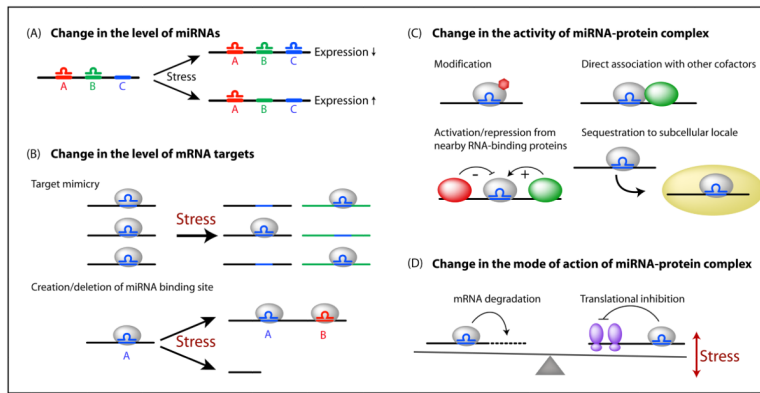 (A) Change in the level of miRNAs
A B C
Stress
A B C
Expression ↓
A B C
Expression ↑
(B) Change in the level of mRNA targets
Target mimicry
Stress
Creation/deletion of miRNA binding site
A
Stress
A B
(C) Change in the activity of miRNA-protein complex
Modification
Direct association with other cofactors
Activation/repression from
nearby RNA-binding proteins
- +
Sequestration to subcellular locale
(D) Change in the mode of action of miRNA-protein complex
mRNA degradation
Translational inhibition
Stress